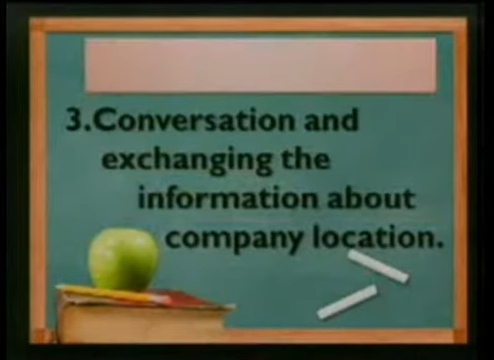 3.Conversation and
exchanging the
information about
company location.